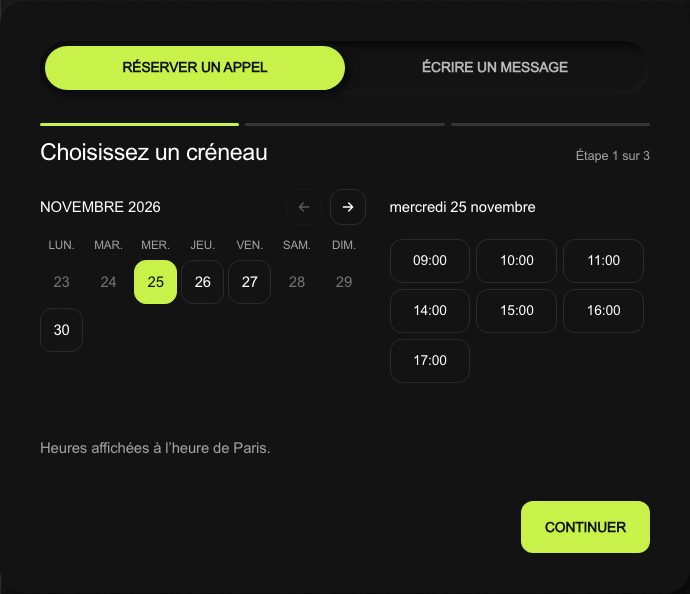 RÉSERVER UN APPEL
ÉCRIRE UN MESSAGE
Choisissez un créneau
Étape 1 sur 3
NOVEMBRE 2026
← →
LUN. MAR. MER. JEU. VEN. SAM. DIM.
23 24 25 26 27 28 29
30
mercredi 25 novembre
09:00 10:00 11:00
14:00 15:00 16:00
17:00
Heures affichées à l’heure de Paris.
CONTINUER